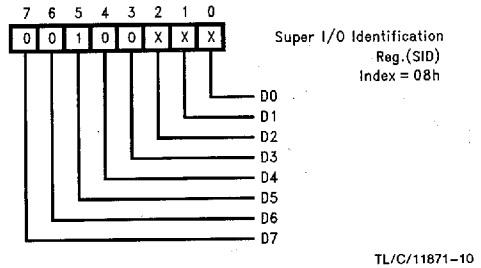 7 6 5 4 3 2 1 0
0 0 1 0 0 X X X
Super I/O Identification
Reg.(SID)
Index = 08h
D0
D1
D2
D3
D4
D5
D6
D7
TL/C/11871-10